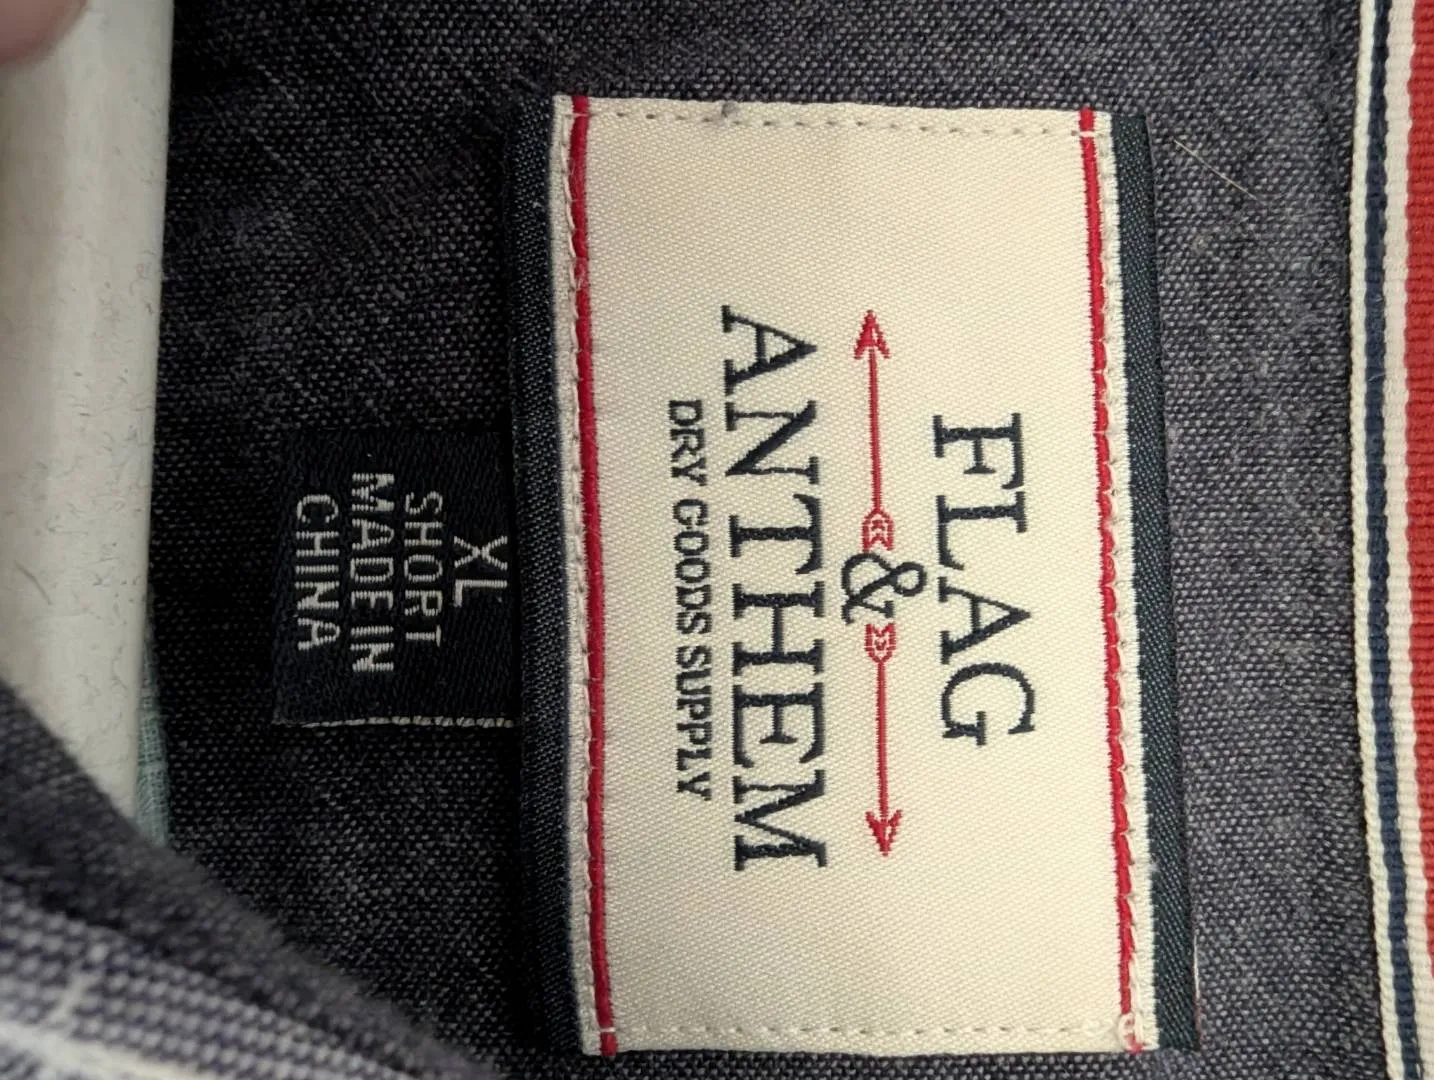 FLAG
&
ANTHEM
DRY GOODS SUPPLY
XL
SHORT
MADE IN
CHINA